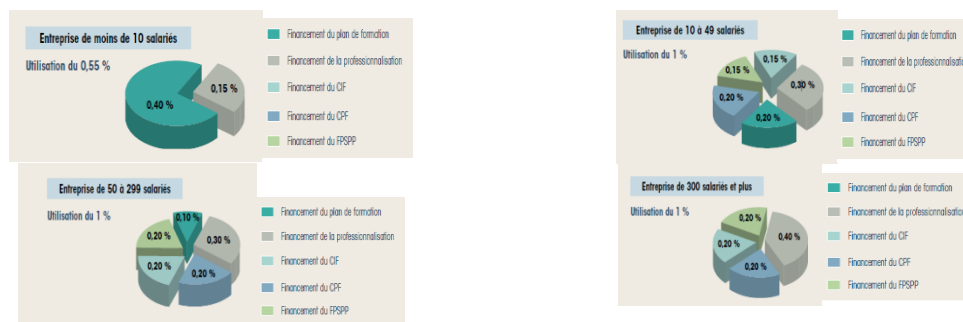 Entreprise de moins de 10 salariés
Utilisation du 0,55 %
0,40 %
0,15 %
Financement du plan de formation
Financement de la professionnalisation
Financement du CIF
Financement du CPF
Financement du FPSPP
Entreprise de 10 à 49 salariés
Utilisation du 1 %
0,15 %
0,15 %
0,30 %
0,20 %
0,20 %
Financement du plan de formation
Financement de la professionnalisation
Financement du CIF
Financement du CPF
Financement du FPSPP
Entreprise de 50 à 299 salariés
Utilisation du 1 %
0,10 %
0,20 %
0,30 %
0,20 %
0,20 %
Financement du plan de formation
Financement de la professionnalisation
Financement du CIF
Financement du CPF
Financement du FPSPP
Entreprise de 300 salariés et plus
Utilisation du 1 %
0,20 %
0,40 %
0,20 %
0,20 %
Financement du plan de formation
Financement de la professionnalisation
Financement du CIF
Financement du CPF
Financement du FPSPP